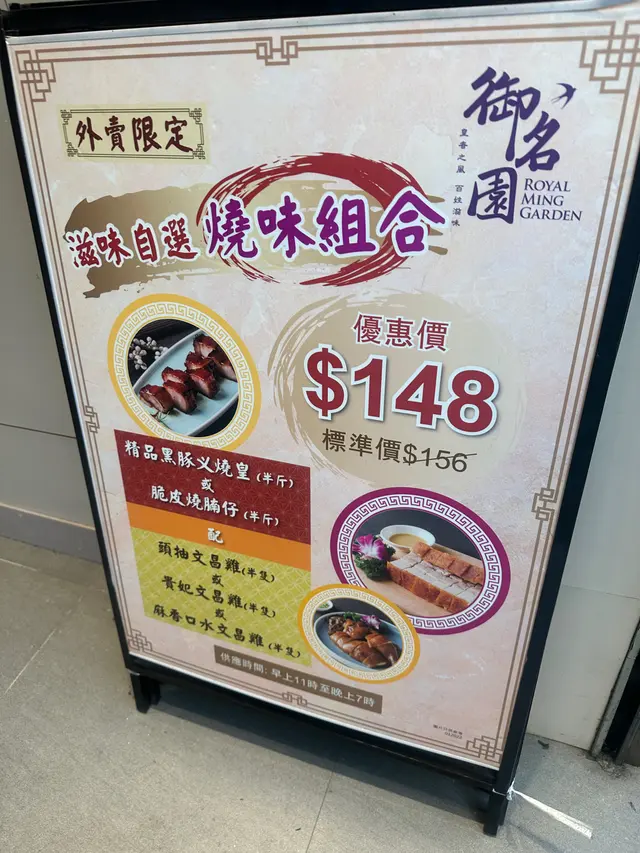 外賣限定
滋味自選 燒味組合
御名園
皇者之風 百姓滋味
ROYAL
MING
GARDEN
優惠價
$148
標準價$156
精品黑豚叉燒皇(半斤)
或
脆皮燒腩仔(半斤)
配
頭抽文昌雞(半隻)
或
貴妃文昌雞(半隻)
或
麻香口水文昌雞(半隻)
供應時間: 早上11時至晚上7時